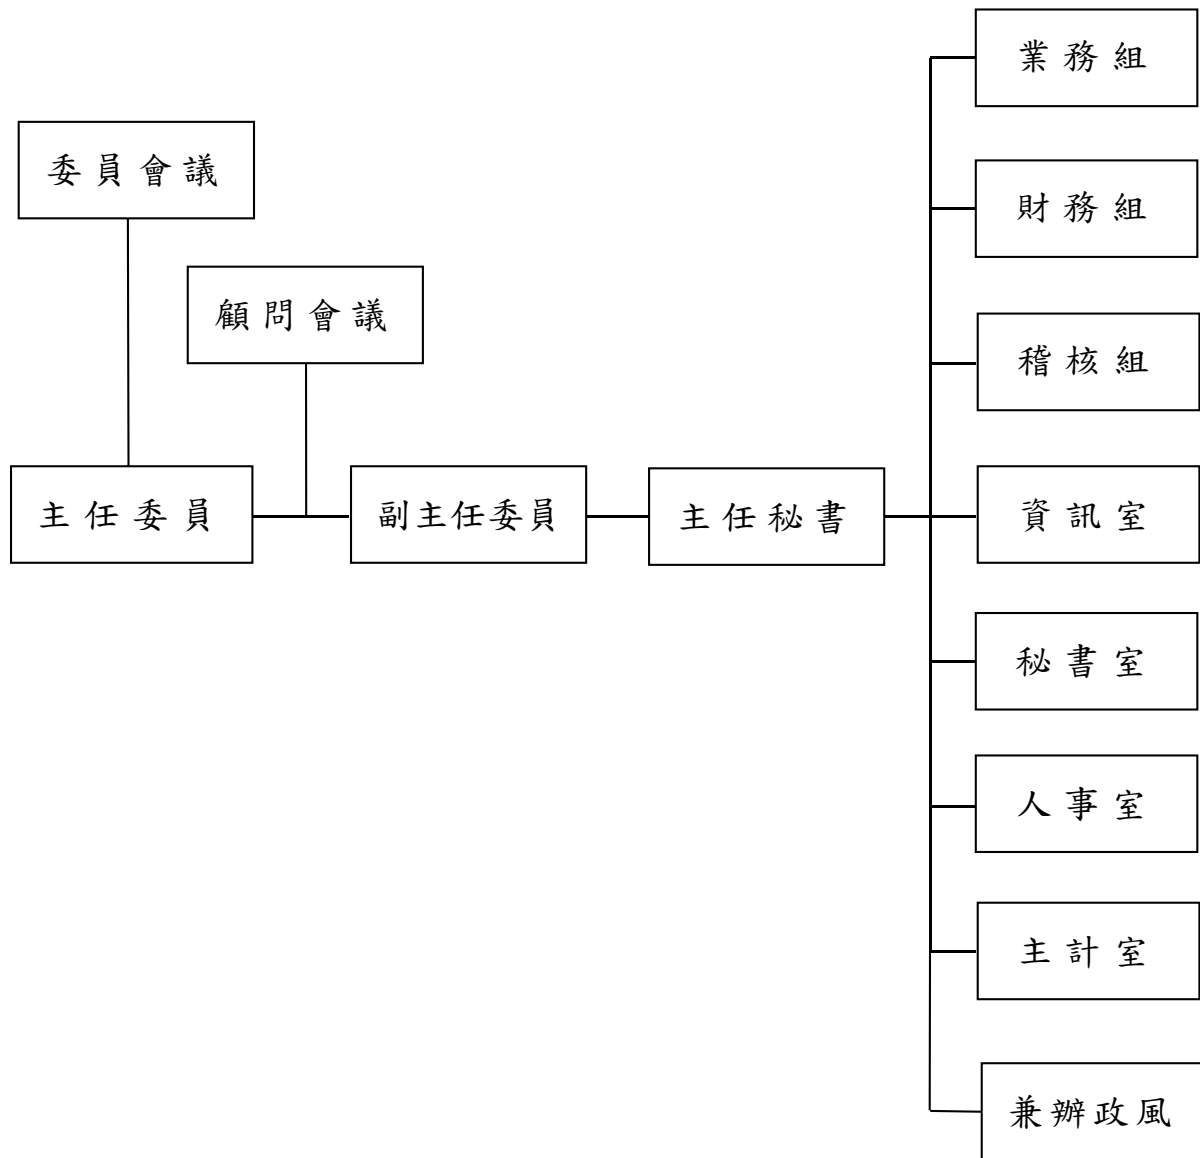 委員會議
顧問會議
主任委員
副主任委員
主任秘書
業務組
財務組
稽核組
資訊室
秘書室
人事室
主計室
兼辦政風